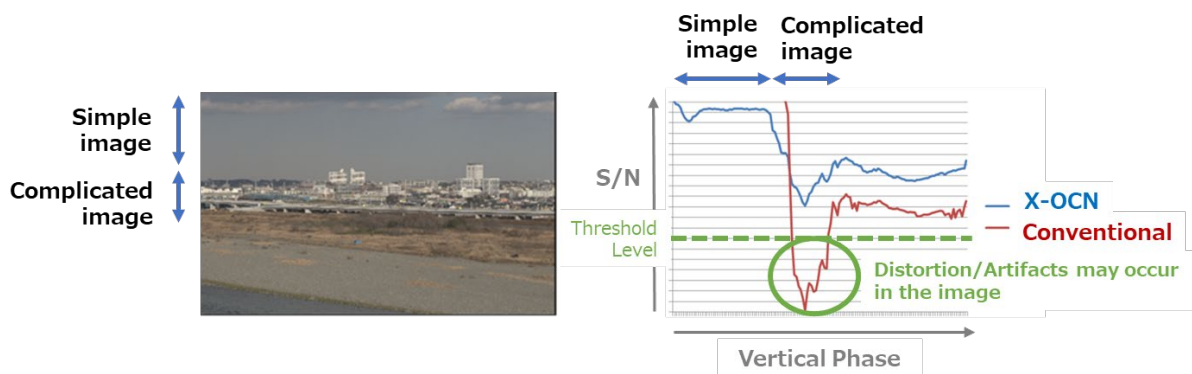 Simple
image
Complicated
image
Simple
image
Complicated
image
S/N
Threshold
Level
X-OCN
Conventional
Distortion/Artifacts may occur
in the image
Vertical Phase